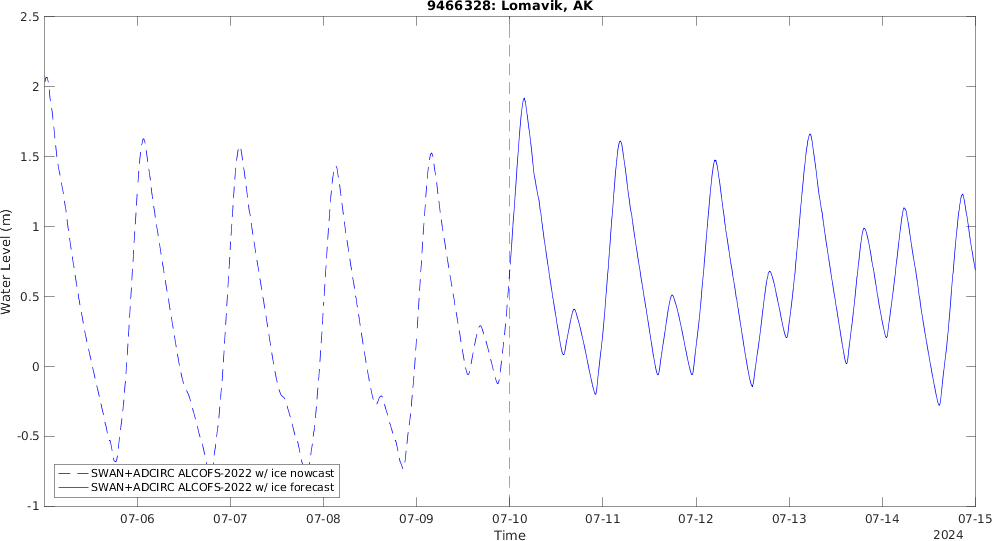 9466328: Lomavik, AK
2.5
2
1.5
1
0.5
0
-0.5
-1
Water Level (m)
SWAN+ADCIRC ALCOFS-2022 w/ ice nowcast
SWAN+ADCIRC ALCOFS-2022 w/ ice forecast
07-06 07-07 07-08 07-09 07-10 07-11 07-12 07-13 07-14 07-15
Time
2024